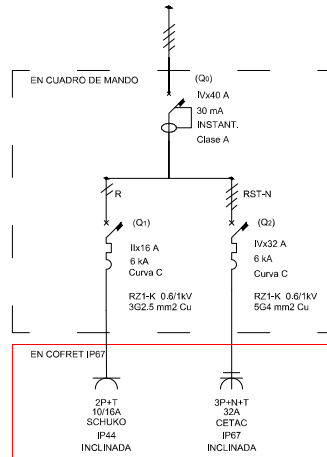 (Q0)
EN CUADRO DE MANDO
IVx40 A
30 mA
INSTANT.
Clase A
R
RST-N
(Q1)
IIx16 A
6 kA
Curva C
RZ1-K 0.6/1kV
3G2.5 mm2 Cu
(Q2)
IVx32 A
6 kA
Curva C
RZ1-K 0.6/1kV
5G4 mm2 Cu
EN COFRET IP67
2P+T
10/16A
SCHUKO
IP44
INCLINADA
3P+N+T
32A
CETAC
IP67
INCLINADA